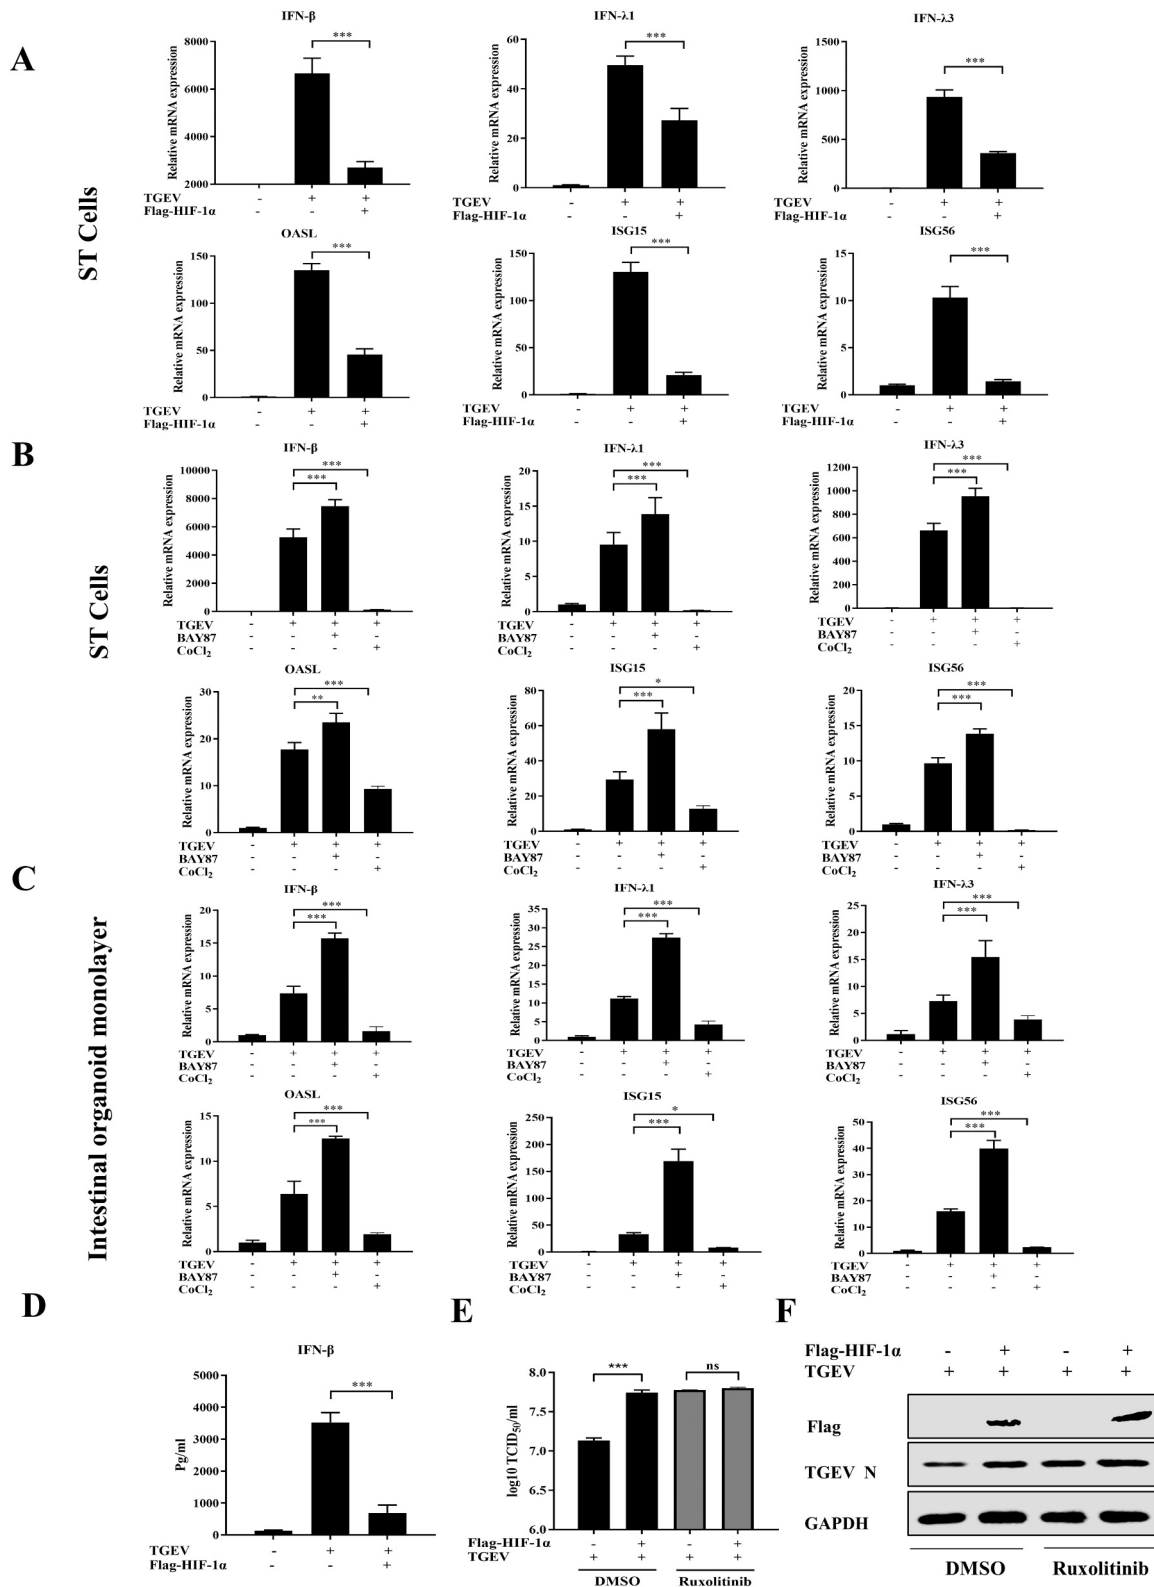 A
ST Cells
IFN-β
Relative mRNA expression
8000
6000
4000
2000
***
TGEV - + +
Flag-HIF-1α - - +
IFN-λ1
Relative mRNA expression
60
40
20
0
***
TGEV - + +
Flag-HIF-1α - - +
IFN-λ3
Relative mRNA expression
1500
1000
500
0
***
TGEV - + +
Flag-HIF-1α - - +
OASL
Relative mRNA expression
150
100
50
0
***
TGEV - + +
Flag-HIF-1α - - +
ISG15
Relative mRNA expression
150
100
50
0
***
TGEV - + +
Flag-HIF-1α - - +
ISG56
Relative mRNA expression
15
10
5
0
***
TGEV - + +
Flag-HIF-1α - - +
B
ST Cells
IFN-β
Relative mRNA expression
10000
8000
6000
4000
2000
0
***
***
TGEV - + + +
BAY87 - - + -
CoCl₂ - - - +
IFN-λ1
Relative mRNA expression
20
15
10
5
0
***
***
TGEV - + + +
BAY87 - - + -
CoCl₂ - - - +
IFN-λ3
Relative mRNA expression
1200
1000
800
600
400
200
0
***
***
TGEV - + + +
BAY87 - - + -
CoCl₂ - - - +
OASL
Relative mRNA expression
30
20
10
0
***
**
TGEV - + + +
BAY87 - - + -
CoCl₂ - - - +
ISG15
Relative mRNA expression
80
60
40
20
0
*
***
TGEV - + + +
BAY87 - - + -
CoCl₂ - - - +
ISG56
Relative mRNA expression
20
15
10
5
0
***
***
TGEV - + + +
BAY87 - - + -
CoCl₂ - - - +
C
Intestinal organoid monolayer
IFN-β
Relative mRNA expression
20
15
10
5
0
***
***
TGEV - + + +
BAY87 - - + -
CoCl₂ - - - +
IFN-λ1
Relative mRNA expression
35
30
25
20
15
10
5
0
***
***
TGEV - + + +
BAY87 - - + -
CoCl₂ - - - +
IFN-λ3
Relative mRNA expression
25
20
15
10
5
0
***
***
TGEV - + + +
BAY87 - - + -
CoCl₂ - - - +
OASL
Relative mRNA expression
15
10
5
0
***
***
TGEV - + + +
BAY87 - - + -
CoCl₂ - - - +
ISG15
Relative mRNA expression
250
200
150
100
50
0
*
***
TGEV - + + +
BAY87 - - + -
CoCl₂ - - - +
ISG56
Relative mRNA expression
50
40
30
20
10
0
***
***
TGEV - + + +
BAY87 - - + -
CoCl₂ - - - +
D
IFN-β
Pg/ml
5000
4000
3000
2000
1000
0
***
TGEV - + +
Flag-HIF-1α - - +
E
log10 TCID₅₀/ml
8.0
7.5
7.0
6.5
6.0
***
ns
Flag-HIF-1α - + - +
TGEV + + + +
DMSO Ruxolitinib
F
Flag-HIF-1α - + - +
TGEV + + + +
Flag
TGEV N
GAPDH
DMSO Ruxolitinib